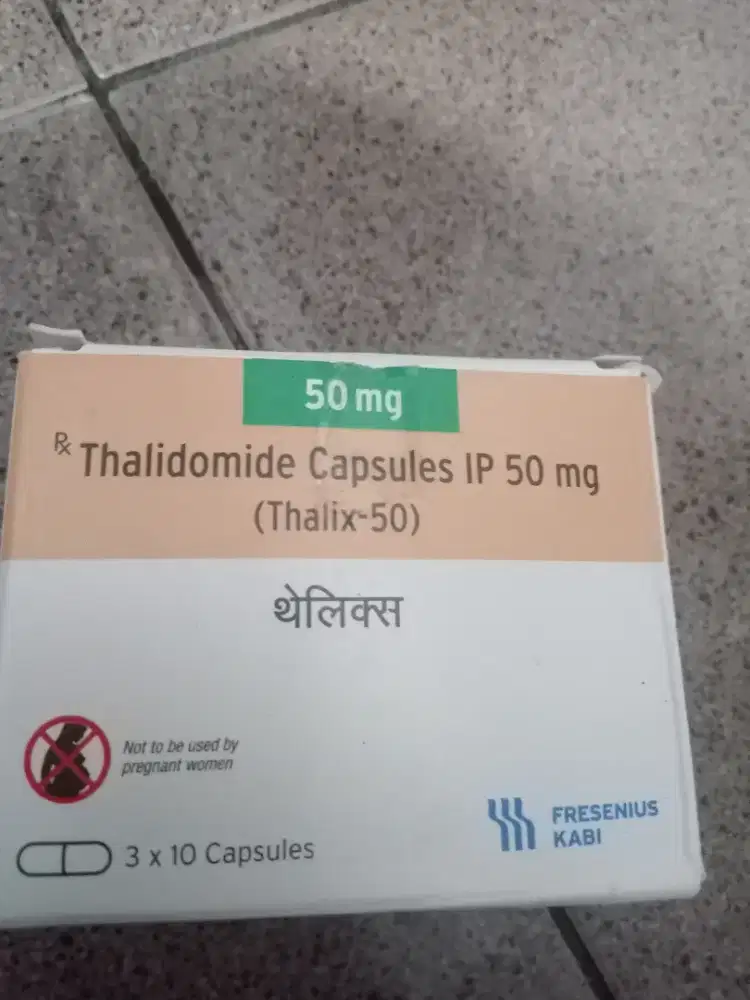 50 mg
Rx Thalidomide Capsules IP 50 mg
(Thalix-50)
थेलिक्स
Not to be used by
pregnant women
3 x 10 Capsules
FRESENIUS
KABI